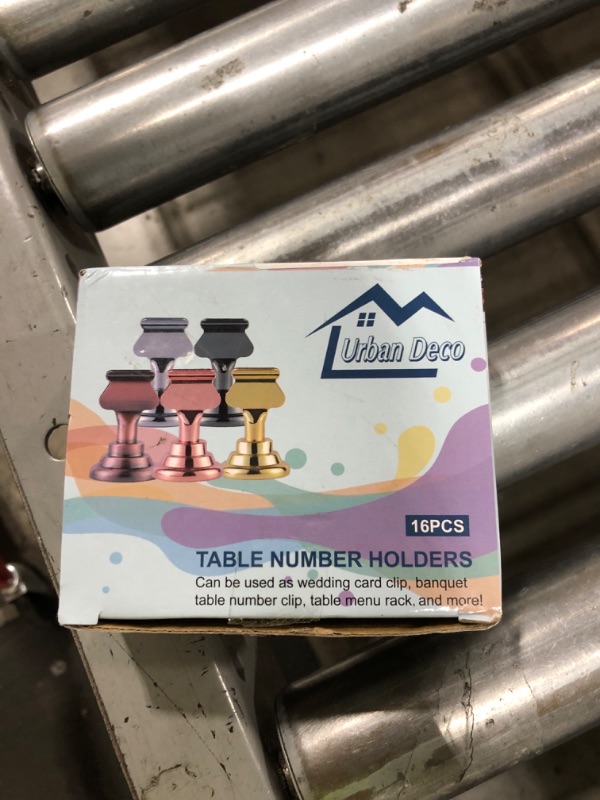 Urban Deco
16PCS
TABLE NUMBER HOLDERS
Can be used as wedding card clip, banquet
table number clip, table menu rack, and more!